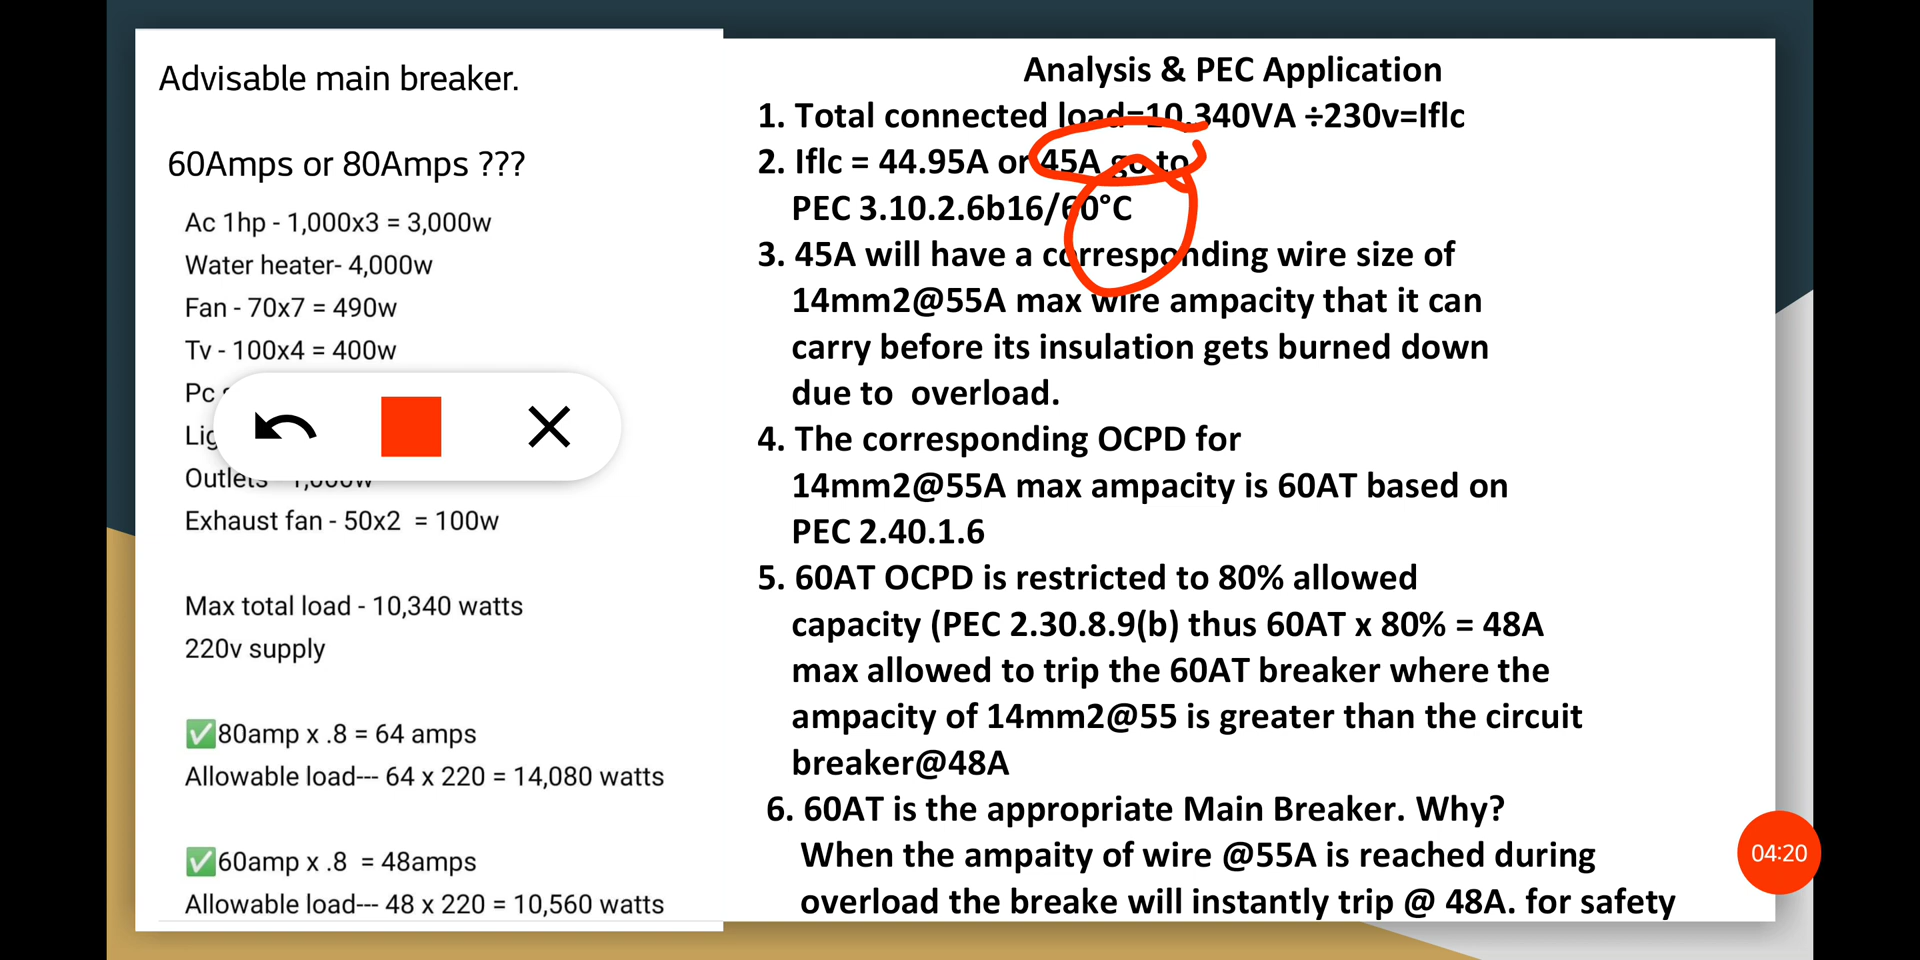 Advisable main breaker.
60Amps or 80Amps ???
Ac 1hp - 1,000x3 = 3,000w
Water heater- 4,000w
Fan - 70x7 = 490w
Tv - 100x4 = 400w
Pc
Outlets
Exhaust fan - 50x2 = 100w
Max total load - 10,340 watts
220v supply
✅80amp x .8 = 64 amps
Allowable load--- 64 x 220 = 14,080 watts
✅60amp x .8 = 48amps
Allowable load--- 48 x 220 = 10,560 watts
Analysis & PEC Application
1. Total connected load=10,340VA ÷230v=Iflc
2. Iflc = 44.95A or 45A go to
PEC 3.10.2.6b16/60°C
3. 45A will have a corresponding wire size of
14mm2@55A max wire ampacity that it can
carry before its insulation gets burned down
due to overload.
4. The corresponding OCPD for
14mm2@55A max ampacity is 60AT based on
PEC 2.40.1.6
5. 60AT OCPD is restricted to 80% allowed
capacity (PEC 2.30.8.9(b) thus 60AT x 80% = 48A
max allowed to trip the 60AT breaker where the
ampacity of 14mm2@55 is greater than the circuit
breaker@48A
6. 60AT is the appropriate Main Breaker. Why?
When the ampaity of wire @55A is reached during
overload the breake will instantly trip @ 48A. for safety
04:20